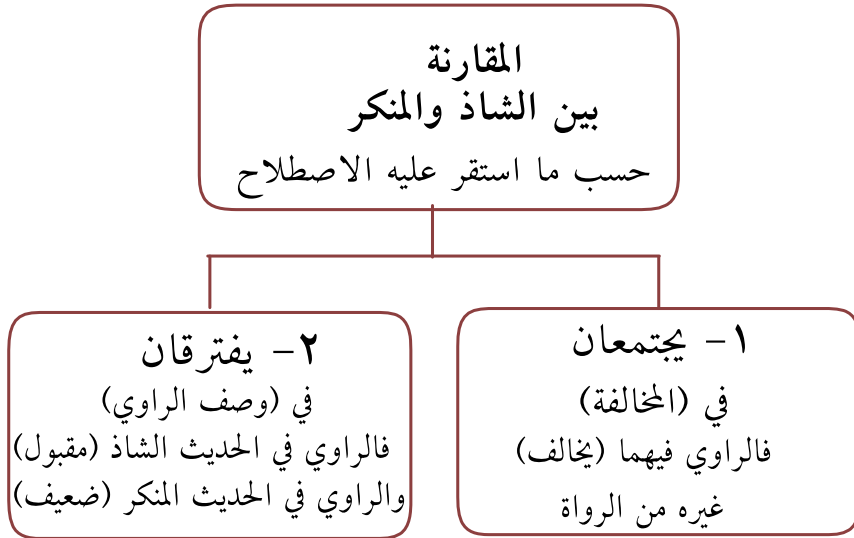 المقارنة
بين الشاذ والمنكر
حسب ما استقر عليه الاصطلاح
١- يجتمعان
في (المخالفة)
فالراوي فيهما (يخالف)
غيره من الرواة
٢- يفترقان
في (وصف الراوي)
فالراوي في الحديث الشاذ (مقبول)
والراوي في الحديث المنكر (ضعيف)